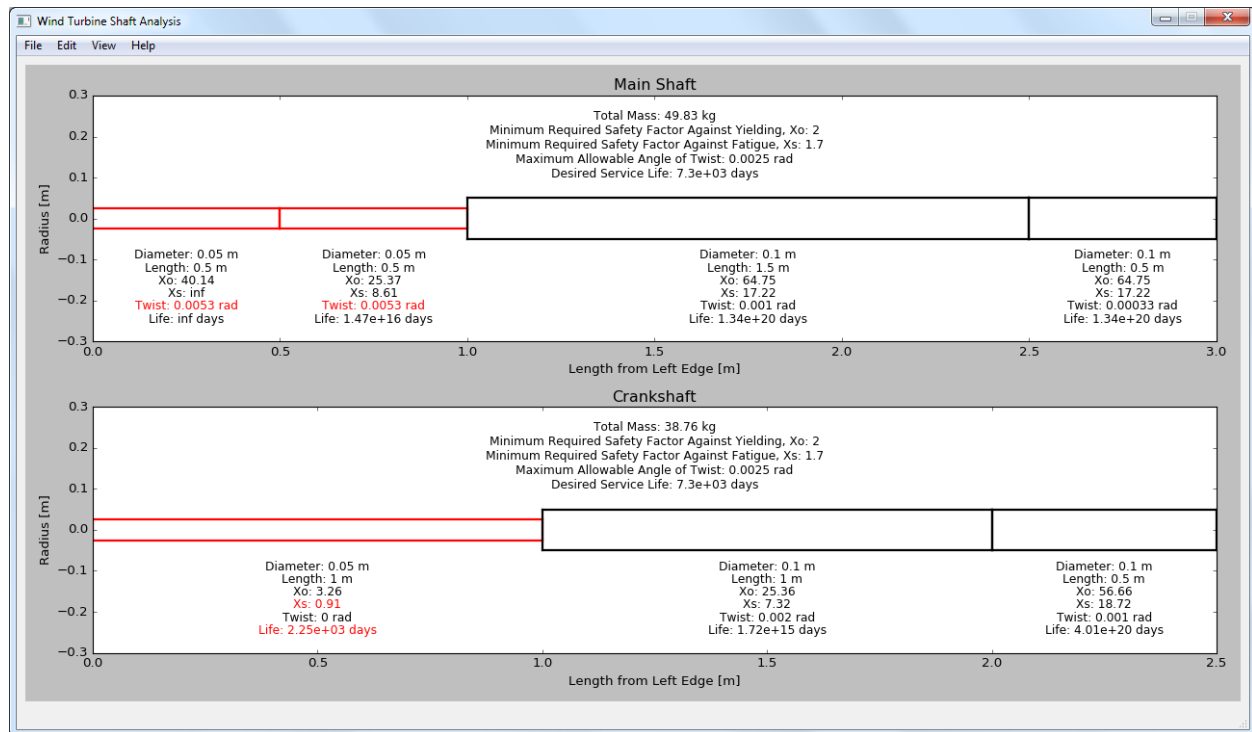 Wind Turbine Shaft Analysis
File Edit View Help
Main Shaft
Total Mass: 49.83 kg
Minimum Required Safety Factor Against Yielding, Xo: 2
Minimum Required Safety Factor Against Fatigue, Xs: 1.7
Maximum Allowable Angle of Twist: 0.0025 rad
Desired Service Life: 7.3e+03 days
Radius [m]
0.3
0.2
0.1
0.0
−0.1
−0.2
−0.3
Diameter: 0.05 m
Length: 0.5 m
Xo: 40.14
Xs: inf
Twist: 0.0053 rad
Life: inf days
Diameter: 0.05 m
Length: 0.5 m
Xo: 25.37
Xs: 8.61
Twist: 0.0053 rad
Life: 1.47e+16 days
Diameter: 0.1 m
Length: 1.5 m
Xo: 64.75
Xs: 17.22
Twist: 0.001 rad
Life: 1.34e+20 days
Diameter: 0.1 m
Length: 0.5 m
Xo: 64.75
Xs: 17.22
Twist: 0.00033 rad
Life: 1.34e+20 days
0.0 0.5 1.0 1.5 2.0 2.5 3.0
Length from Left Edge [m]
Crankshaft
Total Mass: 38.76 kg
Minimum Required Safety Factor Against Yielding, Xo: 2
Minimum Required Safety Factor Against Fatigue, Xs: 1.7
Maximum Allowable Angle of Twist: 0.0025 rad
Desired Service Life: 7.3e+03 days
Radius [m]
0.3
0.2
0.1
0.0
−0.1
−0.2
−0.3
Diameter: 0.05 m
Length: 1 m
Xo: 3.26
Xs: 0.91
Twist: 0 rad
Life: 2.25e+03 days
Diameter: 0.1 m
Length: 1 m
Xo: 25.36
Xs: 7.32
Twist: 0.002 rad
Life: 1.72e+15 days
Diameter: 0.1 m
Length: 0.5 m
Xo: 56.66
Xs: 18.72
Twist: 0.001 rad
Life: 4.01e+20 days
0.0 0.5 1.0 1.5 2.0 2.5
Length from Left Edge [m]